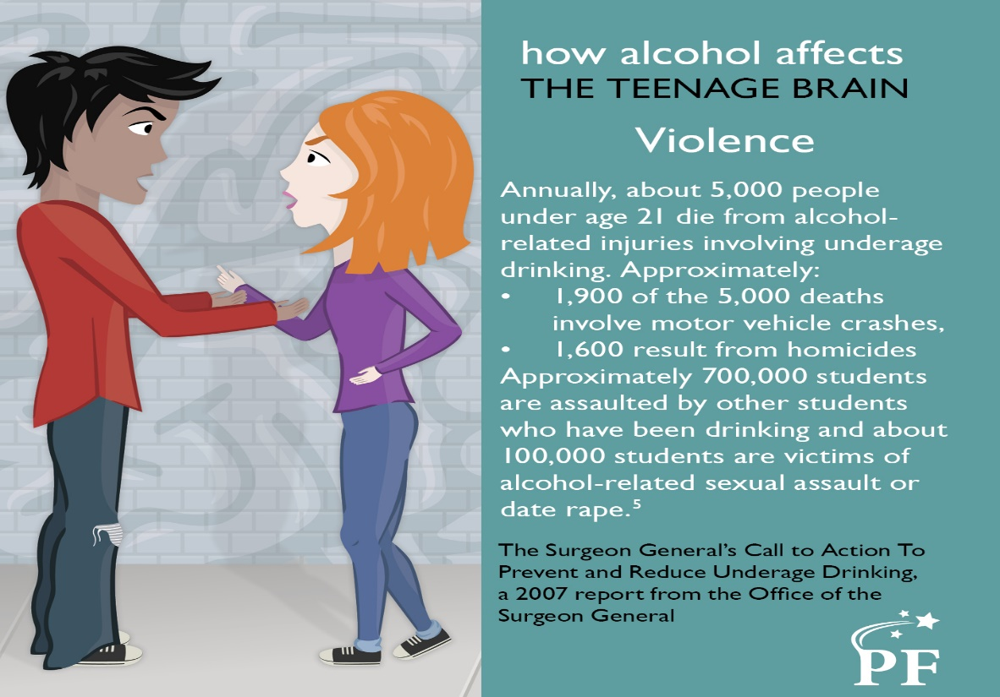 how alcohol affects
THE TEENAGE BRAIN
Violence
Annually, about 5,000 people
under age 21 die from alcohol-
related injuries involving underage
drinking. Approximately:
• 1,900 of the 5,000 deaths
involve motor vehicle crashes,
• 1,600 result from homicides
Approximately 700,000 students
are assaulted by other students
who have been drinking and about
100,000 students are victims of
alcohol-related sexual assault or
date rape.⁵
The Surgeon General's Call to Action To
Prevent and Reduce Underage Drinking,
a 2007 report from the Office of the
Surgeon General
PF